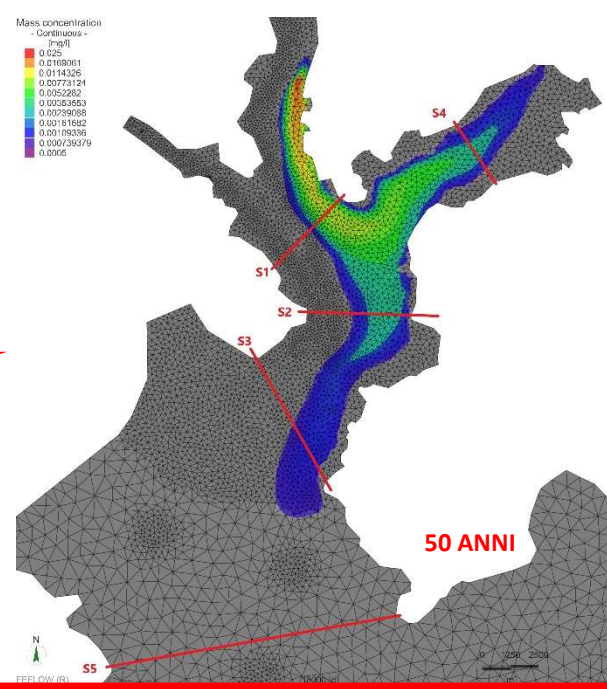 Mass concentration
- Continuous -
[mg/l]
0.025
0.0169061
0.0114326
0.00773124
0.0052282
0.00353553
0.00239088
0.00161682
0.00109336
0.000739379
0.0005
S4
S1
S2
S3
50 ANNI
N
S5
0 1250 2500
FEFLOW (R)